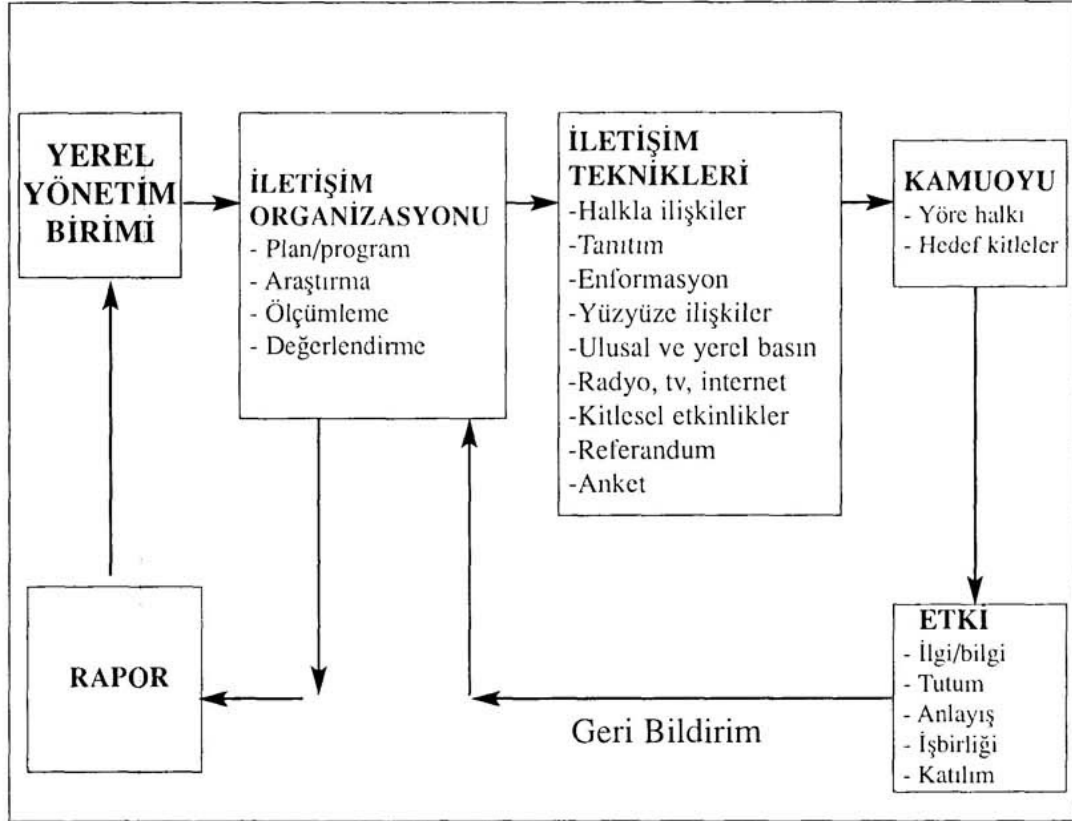 YEREL
YÖNETİM
BİRİMİ
İLETİŞİM
ORGANIZASYONU
- Plan/program
- Araştırma
- Ölçümleme
- Değerlendirme
İLETİŞİM
TEKNİKLERİ
-Halkla ilişkiler
-Tanıtım
-Enformasyon
-Yüzyüze ilişkiler
-Ulusal ve yerel basın
-Radyo, tv, internet
-Kitlesel etkinlikler
-Referandum
-Anket
KAMUOYU
- Yöre halkı
- Hedef kitleler
ETKİ
- İlgi/bilgi
- Tutum
- Anlayış
- İşbirliği
- Katılım
Geri Bildirim
RAPOR